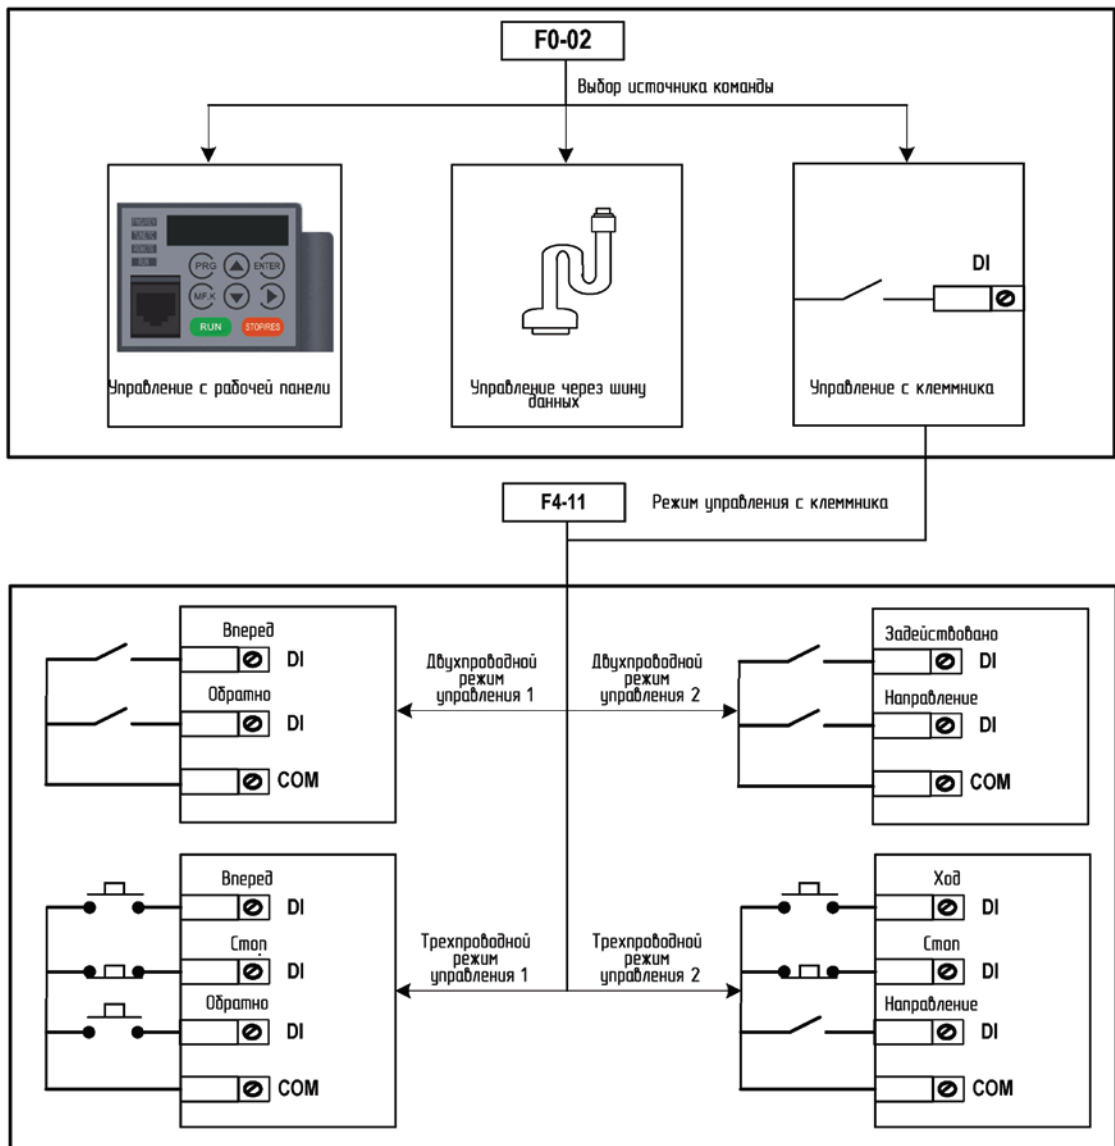 F0-02
Выбор источника команды
PRG
ENTER
MF.K
RUN
STOP/RES
DI
Управление с рабочей панели
Управление через шину
данных
Управление с клеммника
F4-11
Режим управления с клеммника
Вперед
DI
Обратно
DI
COM
Двухпроводной
режим
управления 1
Двухпроводной
режим
управления 2
Задействовано
DI
Направление
DI
COM
Вперед
DI
Стоп
DI
Обратно
DI
COM
Трехпроводной
режим
управления 1
Трехпроводной
режим
управления 2
Ход
DI
Стоп
DI
Направление
DI
COM